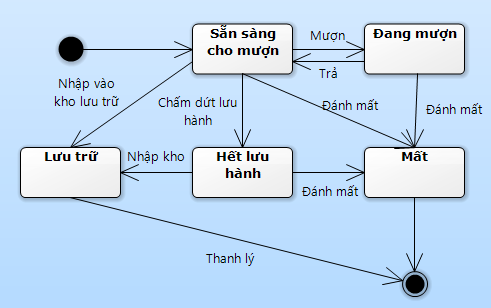 Sẵn sàng
cho mượn
Mượn
Đang mượn
Trả
Nhập vào
kho lưu trữ
Chấm dứt lưu
hành
Đánh mất
Đánh mất
Lưu trữ
Nhập kho
Hết lưu
hành
Đánh mất
Mất
Thanh lý